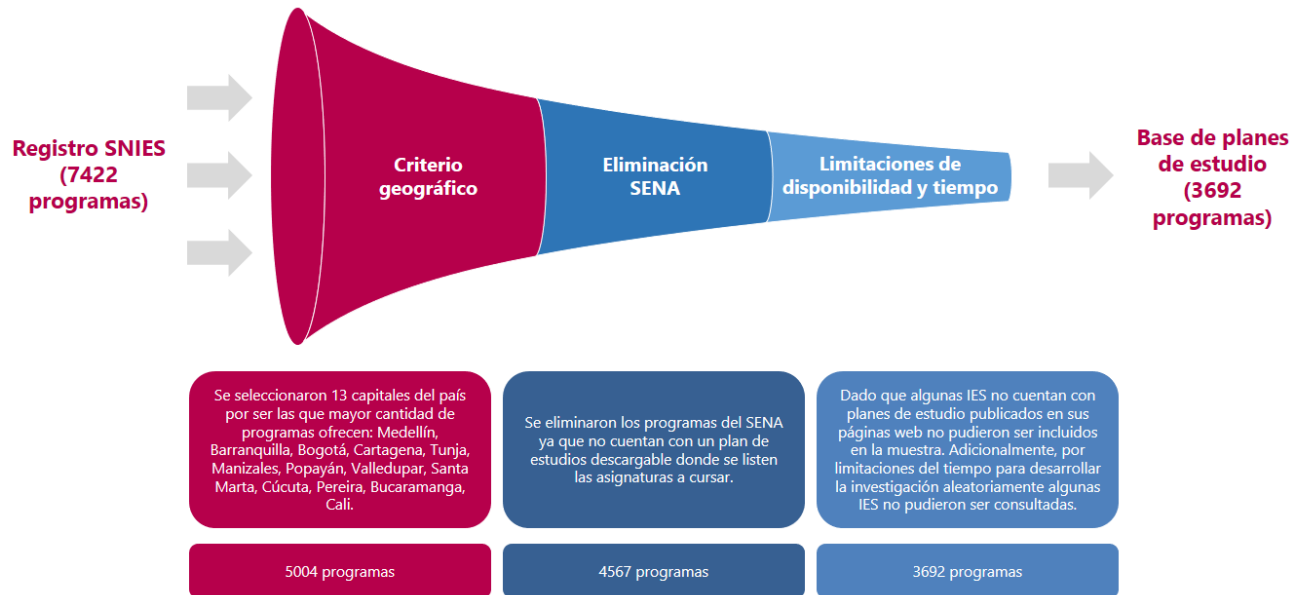 Registro SNIES
(7422
programas)
Criterio
geográfico
Eliminación
SENA
Limitaciones de
disponibilidad y tiempo
Base de planes
de estudio
(3692
programas)
Se seleccionaron 13 capitales del país
por ser las que mayor cantidad de
programas ofrecen: Medellín,
Barranquilla, Bogotá, Cartagena, Tunja,
Manizales, Popayán, Valledupar, Santa
Marta, Cúcuta, Pereira, Bucaramanga,
Cali.
Se eliminaron los programas del SENA
ya que no cuentan con un plan de
estudios descargable donde se listen
las asignaturas a cursar.
Dado que algunas IES no cuentan con
planes de estudio publicados en sus
páginas web no pudieron ser incluidos
en la muestra. Adicionalmente, por
limitaciones del tiempo para desarrollar
la investigación aleatoriamente algunas
IES no pudieron ser consultadas.
5004 programas
4567 programas
3692 programas